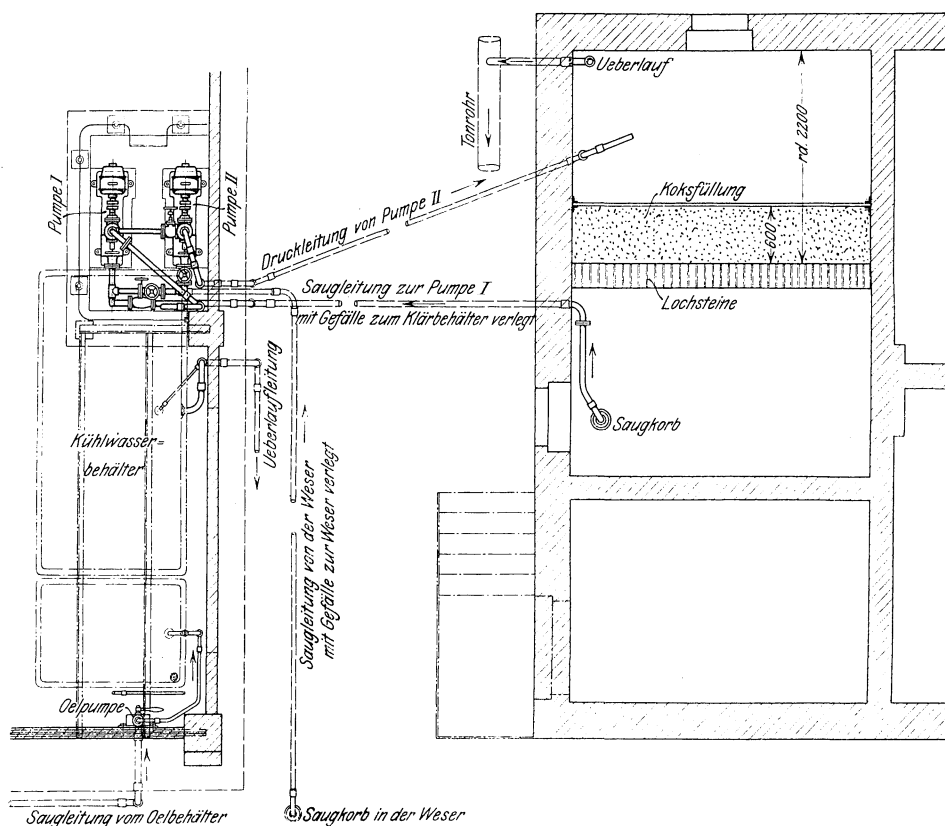 Ueberlauf
Tonrohr
rd. 2200
Pumpe I
Pumpe II
Koksfüllung
Druckleitung von Pumpe II
600
Saugleitung zur Pumpe I
mit Gefälle zum Klärbehälter verlegt
Lochsteine
Ueberlaufleitung
Saugkorb
Kühlwasser=
behälter
Saugleitung von der Weser
mit Gefälle zur Weser verlegt
Oelpumpe
Saugleitung vom Oelbehälter
Saugkorb in der Weser